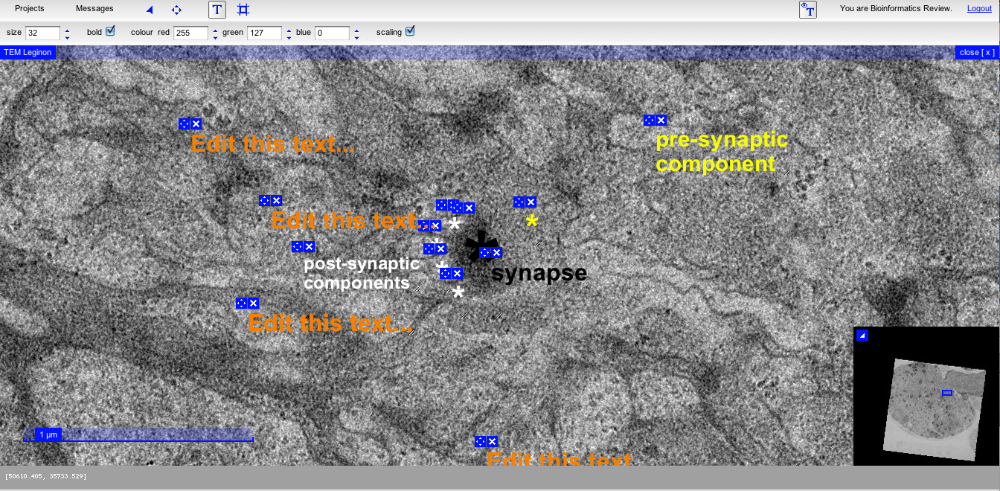 Projects Messages T T You are Bioinformatics Review. Logout
size 32 bold colour red 255 green 127 blue 0 scaling
TEM Leginon close [ x ]
Edit this text...
pre-synaptic
component
*
Edit this text...
*
*
post-synaptic
components
*
synapse
*
Edit this text...
1 µm
Edit this text
[50610.405, 35733.529]